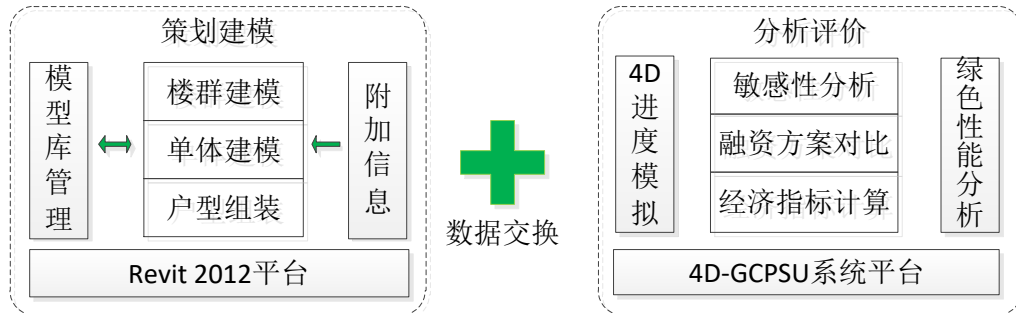 策划建模
模型库管理
楼群建模
单体建模
户型组装
附加信息
Revit 2012平台
数据交换
分析评价
4D进度模拟
敏感性分析
融资方案对比
经济指标计算
绿色性能分析
4D-GCPSU系统平台